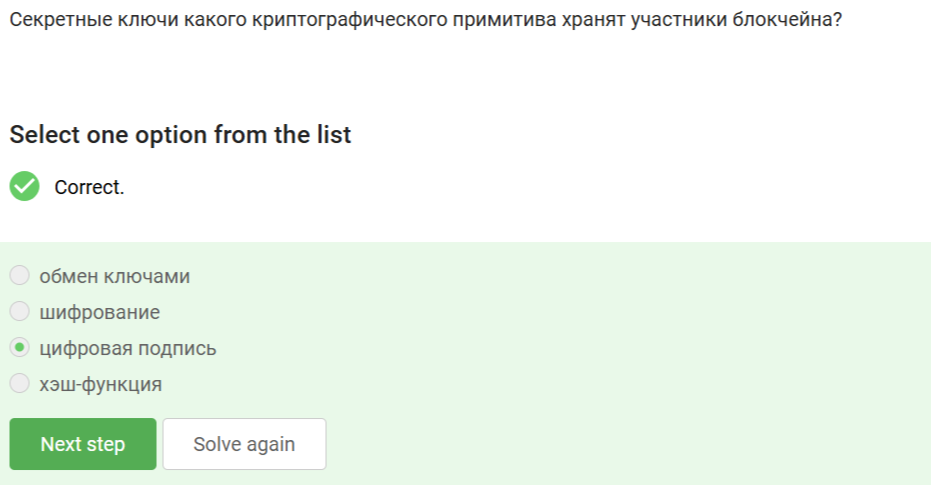 Секретные ключи какого криптографического примитива хранят участники блокчейна?
Select one option from the list
Correct.
обмен ключами
шифрование
цифровая подпись
хэш-функция
Next step
Solve again